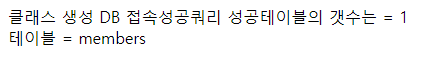 클래스 생성 DB 접속성공쿼리 성공테이블의 갯수는 = 1
테이블 = members